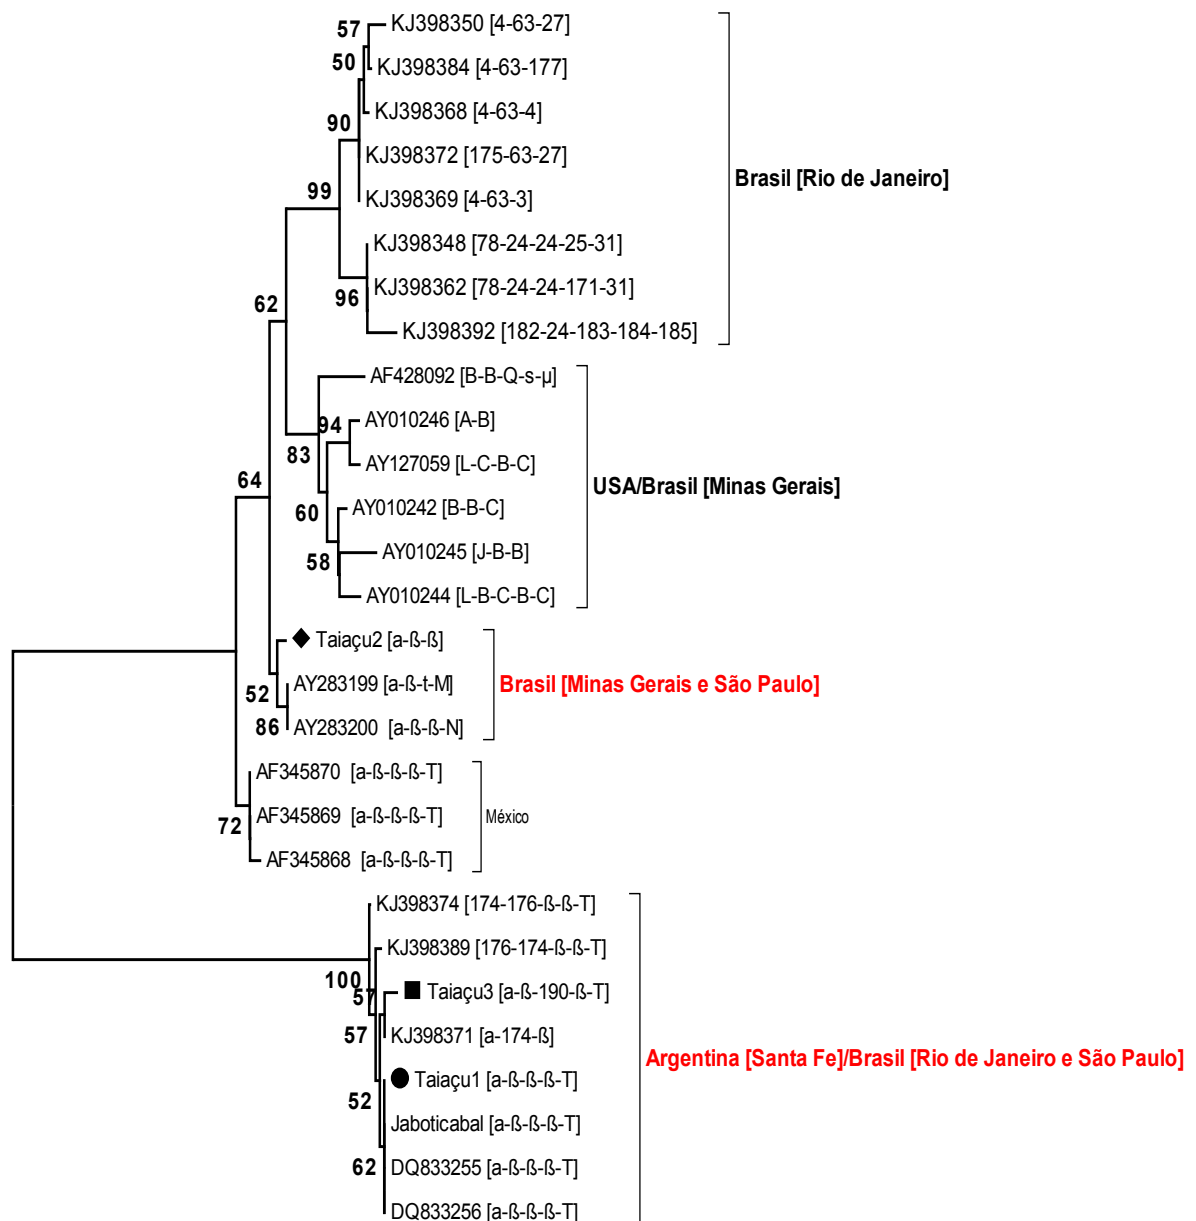 57
KJ398350 [4-63-27]
50
KJ398384 [4-63-177]
KJ398368 [4-63-4]
90
KJ398372 [175-63-27]
Brasil [Rio de Janeiro]
99
KJ398369 [4-63-3]
KJ398348 [78-24-24-25-31]
KJ398362 [78-24-24-171-31]
96
62
KJ398392 [182-24-183-184-185]
AF428092 [B-B-Q-s-µ]
94
AY010246 [A-B]
83
AY127059 [L-C-B-C]
64
USA/Brasil [Minas Gerais]
60
AY010242 [B-B-C]
58
AY010245 [J-B-B]
AY010244 [L-B-C-B-C]
Taiaçu2 [a-ß-ß]
52
AY283199 [a-ß-t-M]
Brasil [Minas Gerais e São Paulo]
86
AY283200 [a-ß-ß-N]
AF345870 [a-ß-ß-ß-T]
72
AF345869 [a-ß-ß-ß-T]
México
AF345868 [a-ß-ß-ß-T]
KJ398374 [174-176-ß-ß-T]
KJ398389 [176-174-ß-ß-T]
100
57
Taiaçu3 [a-ß-190-ß-T]
57
KJ398371 [a-174-ß]
Argentina [Santa Fe]/Brasil [Rio de Janeiro e São Paulo]
Taiaçu1 [a-ß-ß-ß-T]
52
Jaboticabal [a-ß-ß-ß-T]
62
DQ833255 [a-ß-ß-ß-T]
DQ833256 [a-ß-ß-ß-T]